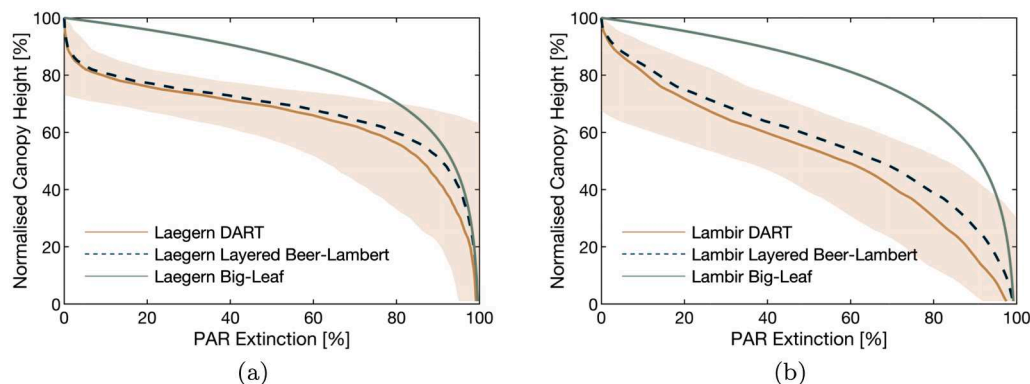 100
80
60
40
20
0
Normalised Canopy Height [%]
Laegern DART
Laegern Layered Beer-Lambert
Laegern Big-Leaf
0 20 40 60 80 100
PAR Extinction [%]
(a)
100
80
60
40
20
0
Normalised Canopy Height [%]
Lambir DART
Lambir Layered Beer-Lambert
Lambir Big-Leaf
0 20 40 60 80 100
PAR Extinction [%]
(b)